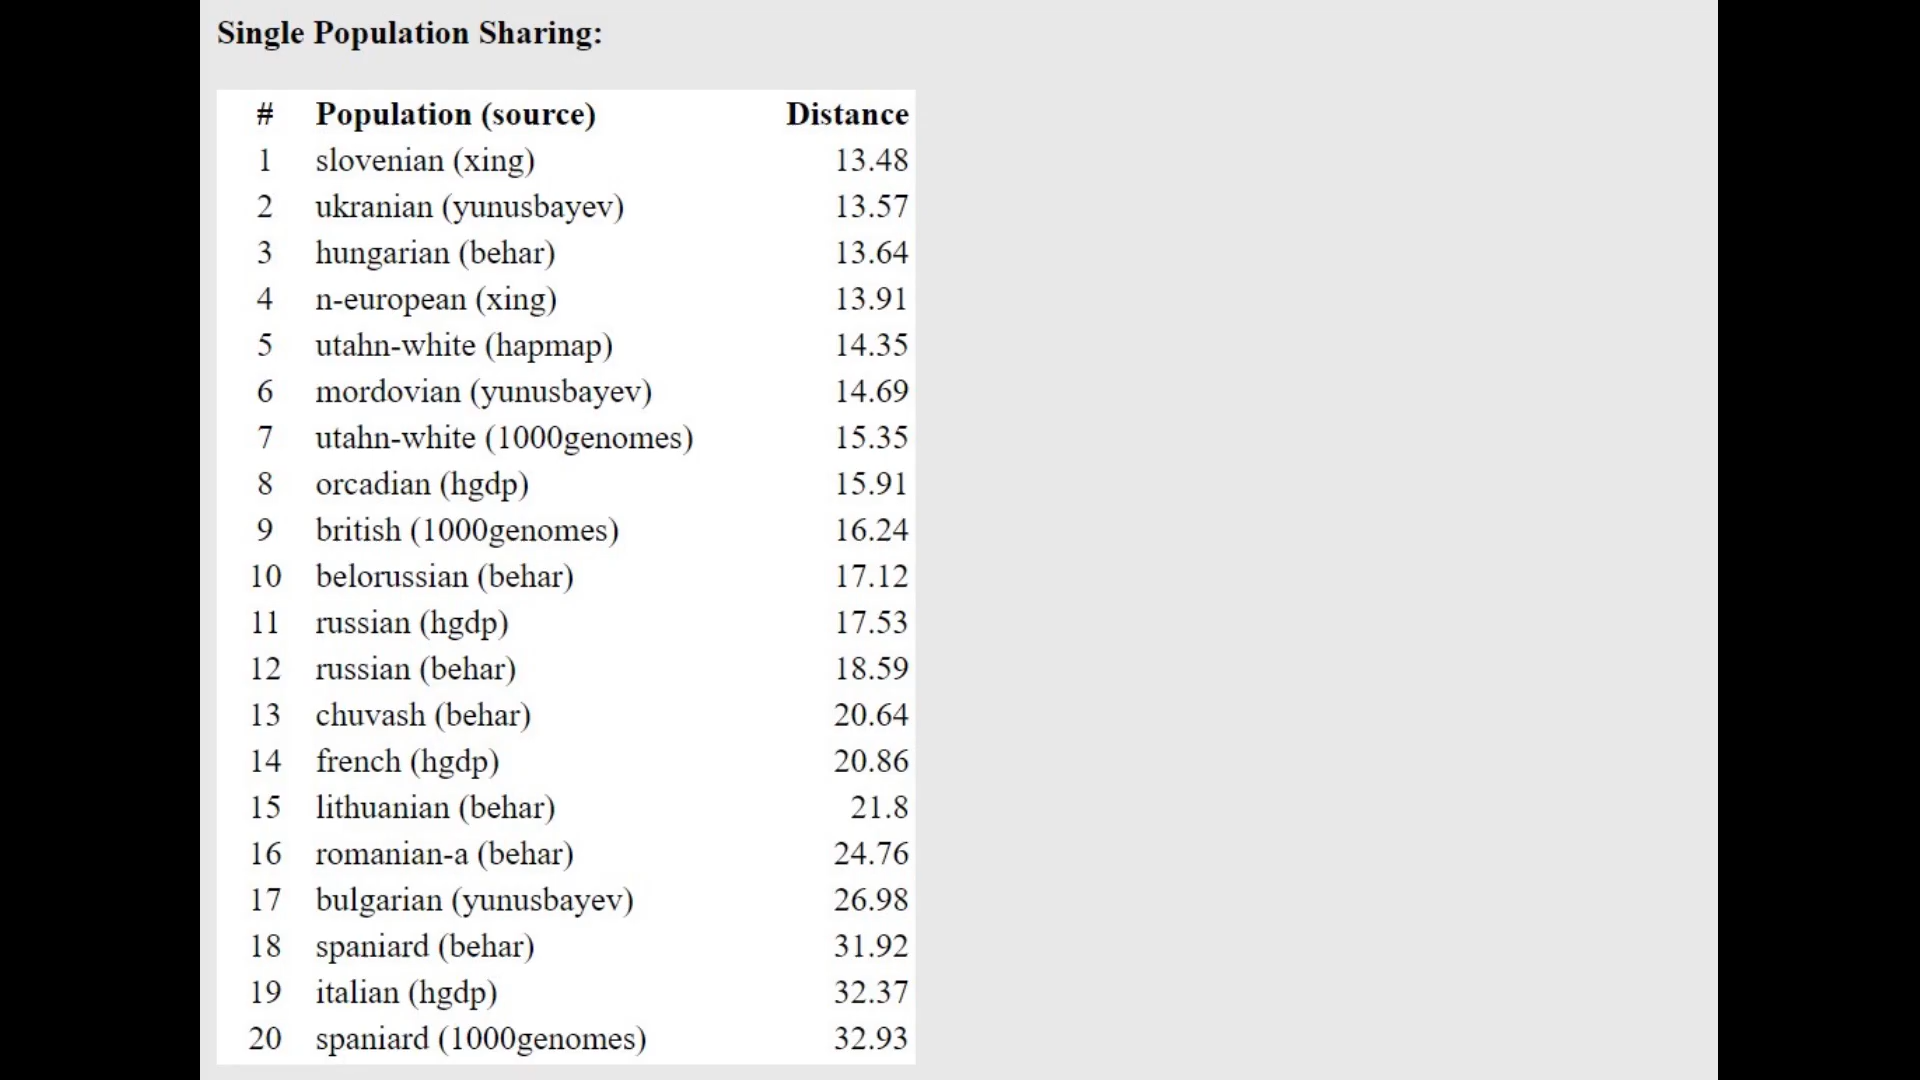 Single Population Sharing:
# Population (source) Distance
1 slovenian (xing) 13.48
2 ukranian (yunusbayev) 13.57
3 hungarian (behar) 13.64
4 n-european (xing) 13.91
5 utahn-white (hapmap) 14.35
6 mordovian (yunusbayev) 14.69
7 utahn-white (1000genomes) 15.35
8 orcadian (hgdp) 15.91
9 british (1000genomes) 16.24
10 belorussian (behar) 17.12
11 russian (hgdp) 17.53
12 russian (behar) 18.59
13 chuvash (behar) 20.64
14 french (hgdp) 20.86
15 lithuanian (behar) 21.8
16 romanian-a (behar) 24.76
17 bulgarian (yunusbayev) 26.98
18 spaniard (behar) 31.92
19 italian (hgdp) 32.37
20 spaniard (1000genomes) 32.93